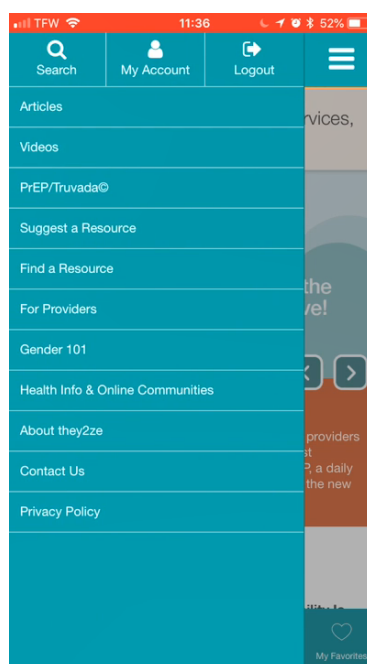 TFW 11:36 52%
Search My Account Logout
Articles
rvices,
Videos
PrEP/Truvada©
Suggest a Resource
Find a Resource
the
For Providers
ve!
Gender 101
Health Info & Online Communities
About they2ze
providers
st
Contact Us
P, a daily
the new
Privacy Policy
My Favorites